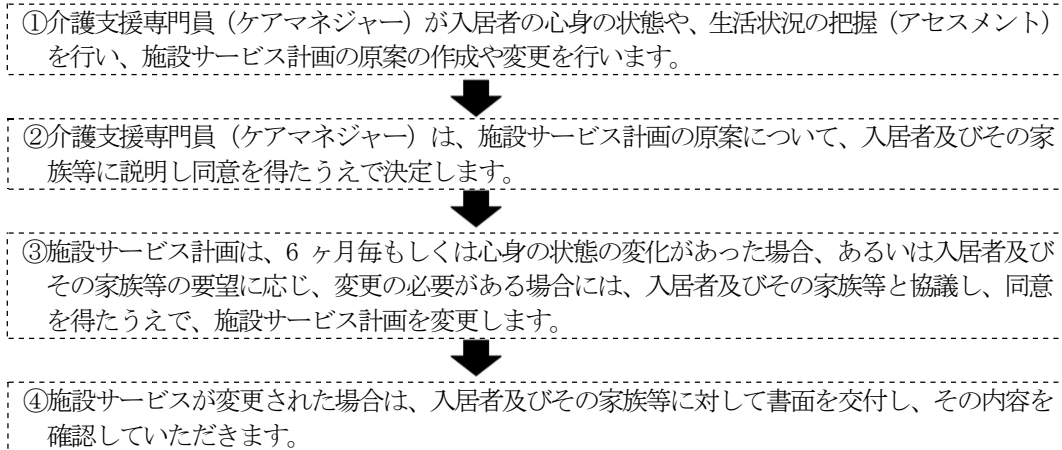 ①介護支援専門員（ケアマネジャー）が入居者の心身の状態や、生活状況の把握（アセスメント）
を行い、施設サービス計画の原案の作成や変更を行います。
②介護支援専門員（ケアマネジャー）は、施設サービス計画の原案について、入居者及びその家
族等に説明し同意を得たうえで決定します。
③施設サービス計画は、6 ヶ月毎もしくは心身の状態の変化があった場合、あるいは入居者及び
その家族等の要望に応じ、変更の必要がある場合には、入居者及びその家族等と協議し、同意
を得たうえで、施設サービス計画を変更します。
④施設サービスが変更された場合は、入居者及びその家族等に対して書面を交付し、その内容を
確認していただきます。